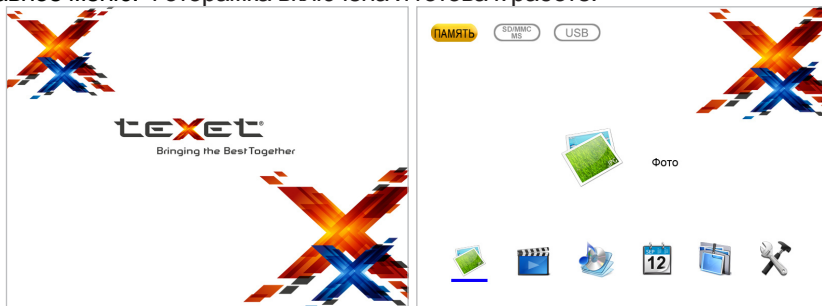 ПАМЯТЬ
SD/MMC
MS
USB
teXet®
Bringing the Best Together
Фото
12